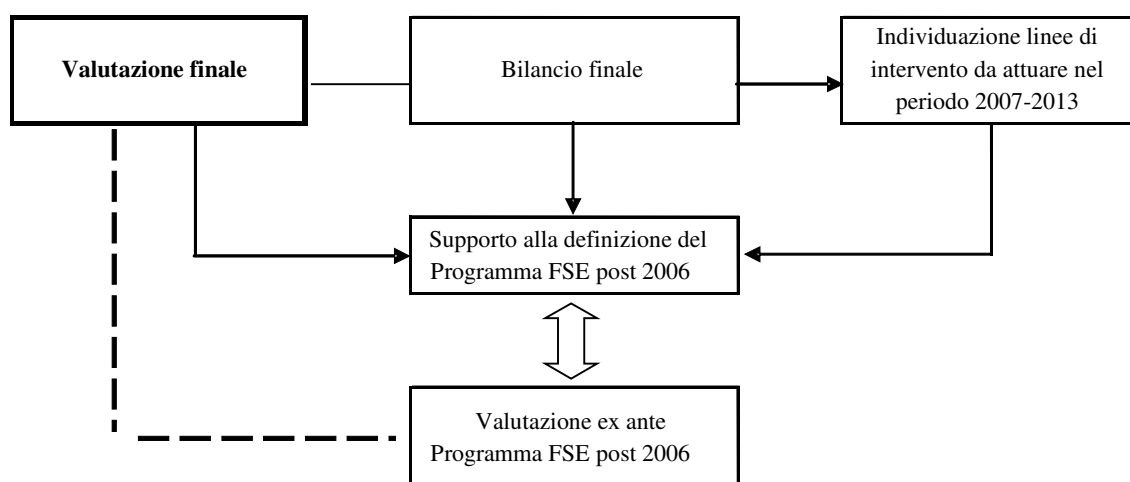 Valutazione finale
Bilancio finale
Individuazione linee di
intervento da attuare nel
periodo 2007-2013
Supporto alla definizione del
Programma FSE post 2006
Valutazione ex ante
Programma FSE post 2006